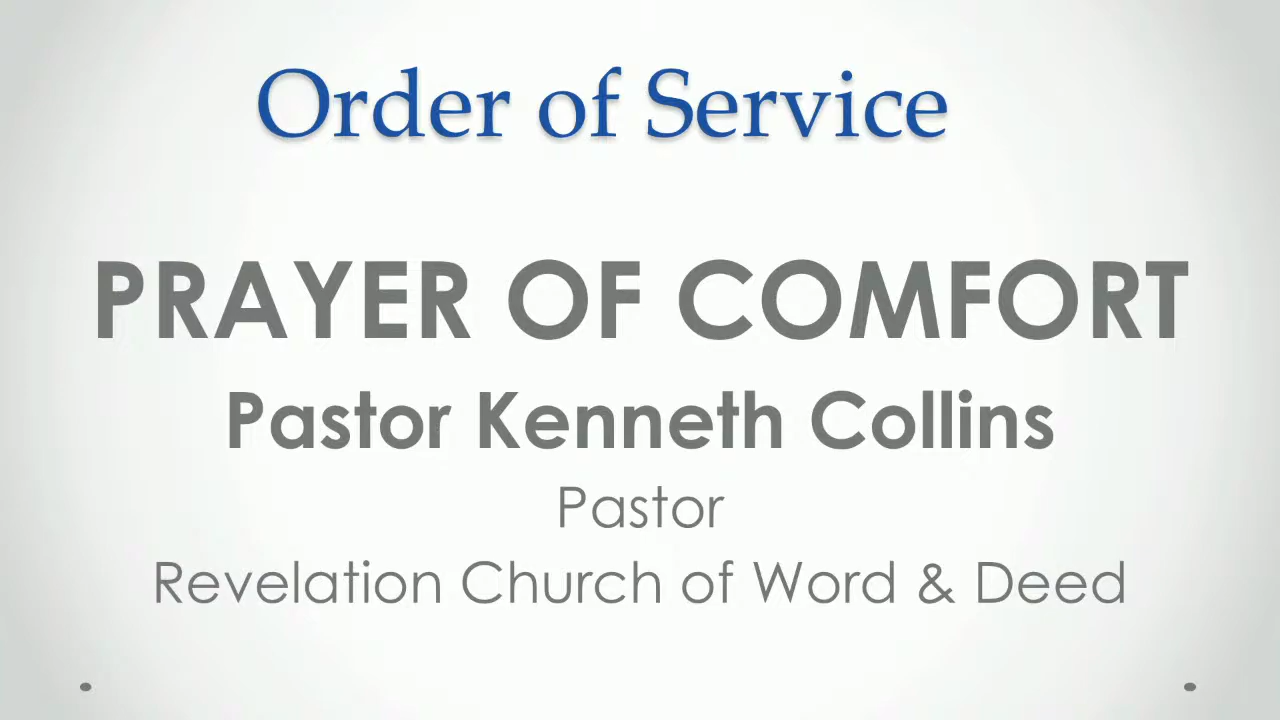 Order of Service
PRAYER OF COMFORT
Pastor Kenneth Collins
Pastor
Revelation Church of Word & Deed